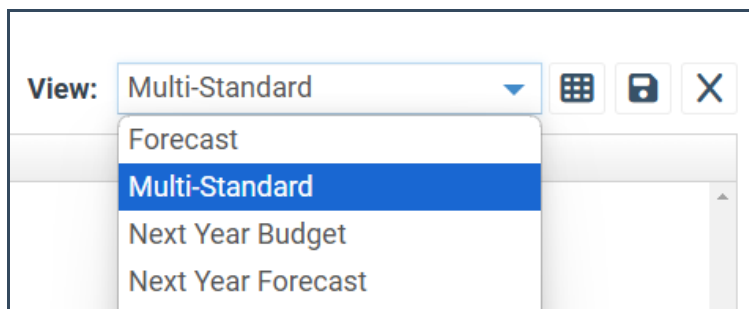 View: Multi-Standard
Forecast
Multi-Standard
Next Year Budget
Next Year Forecast